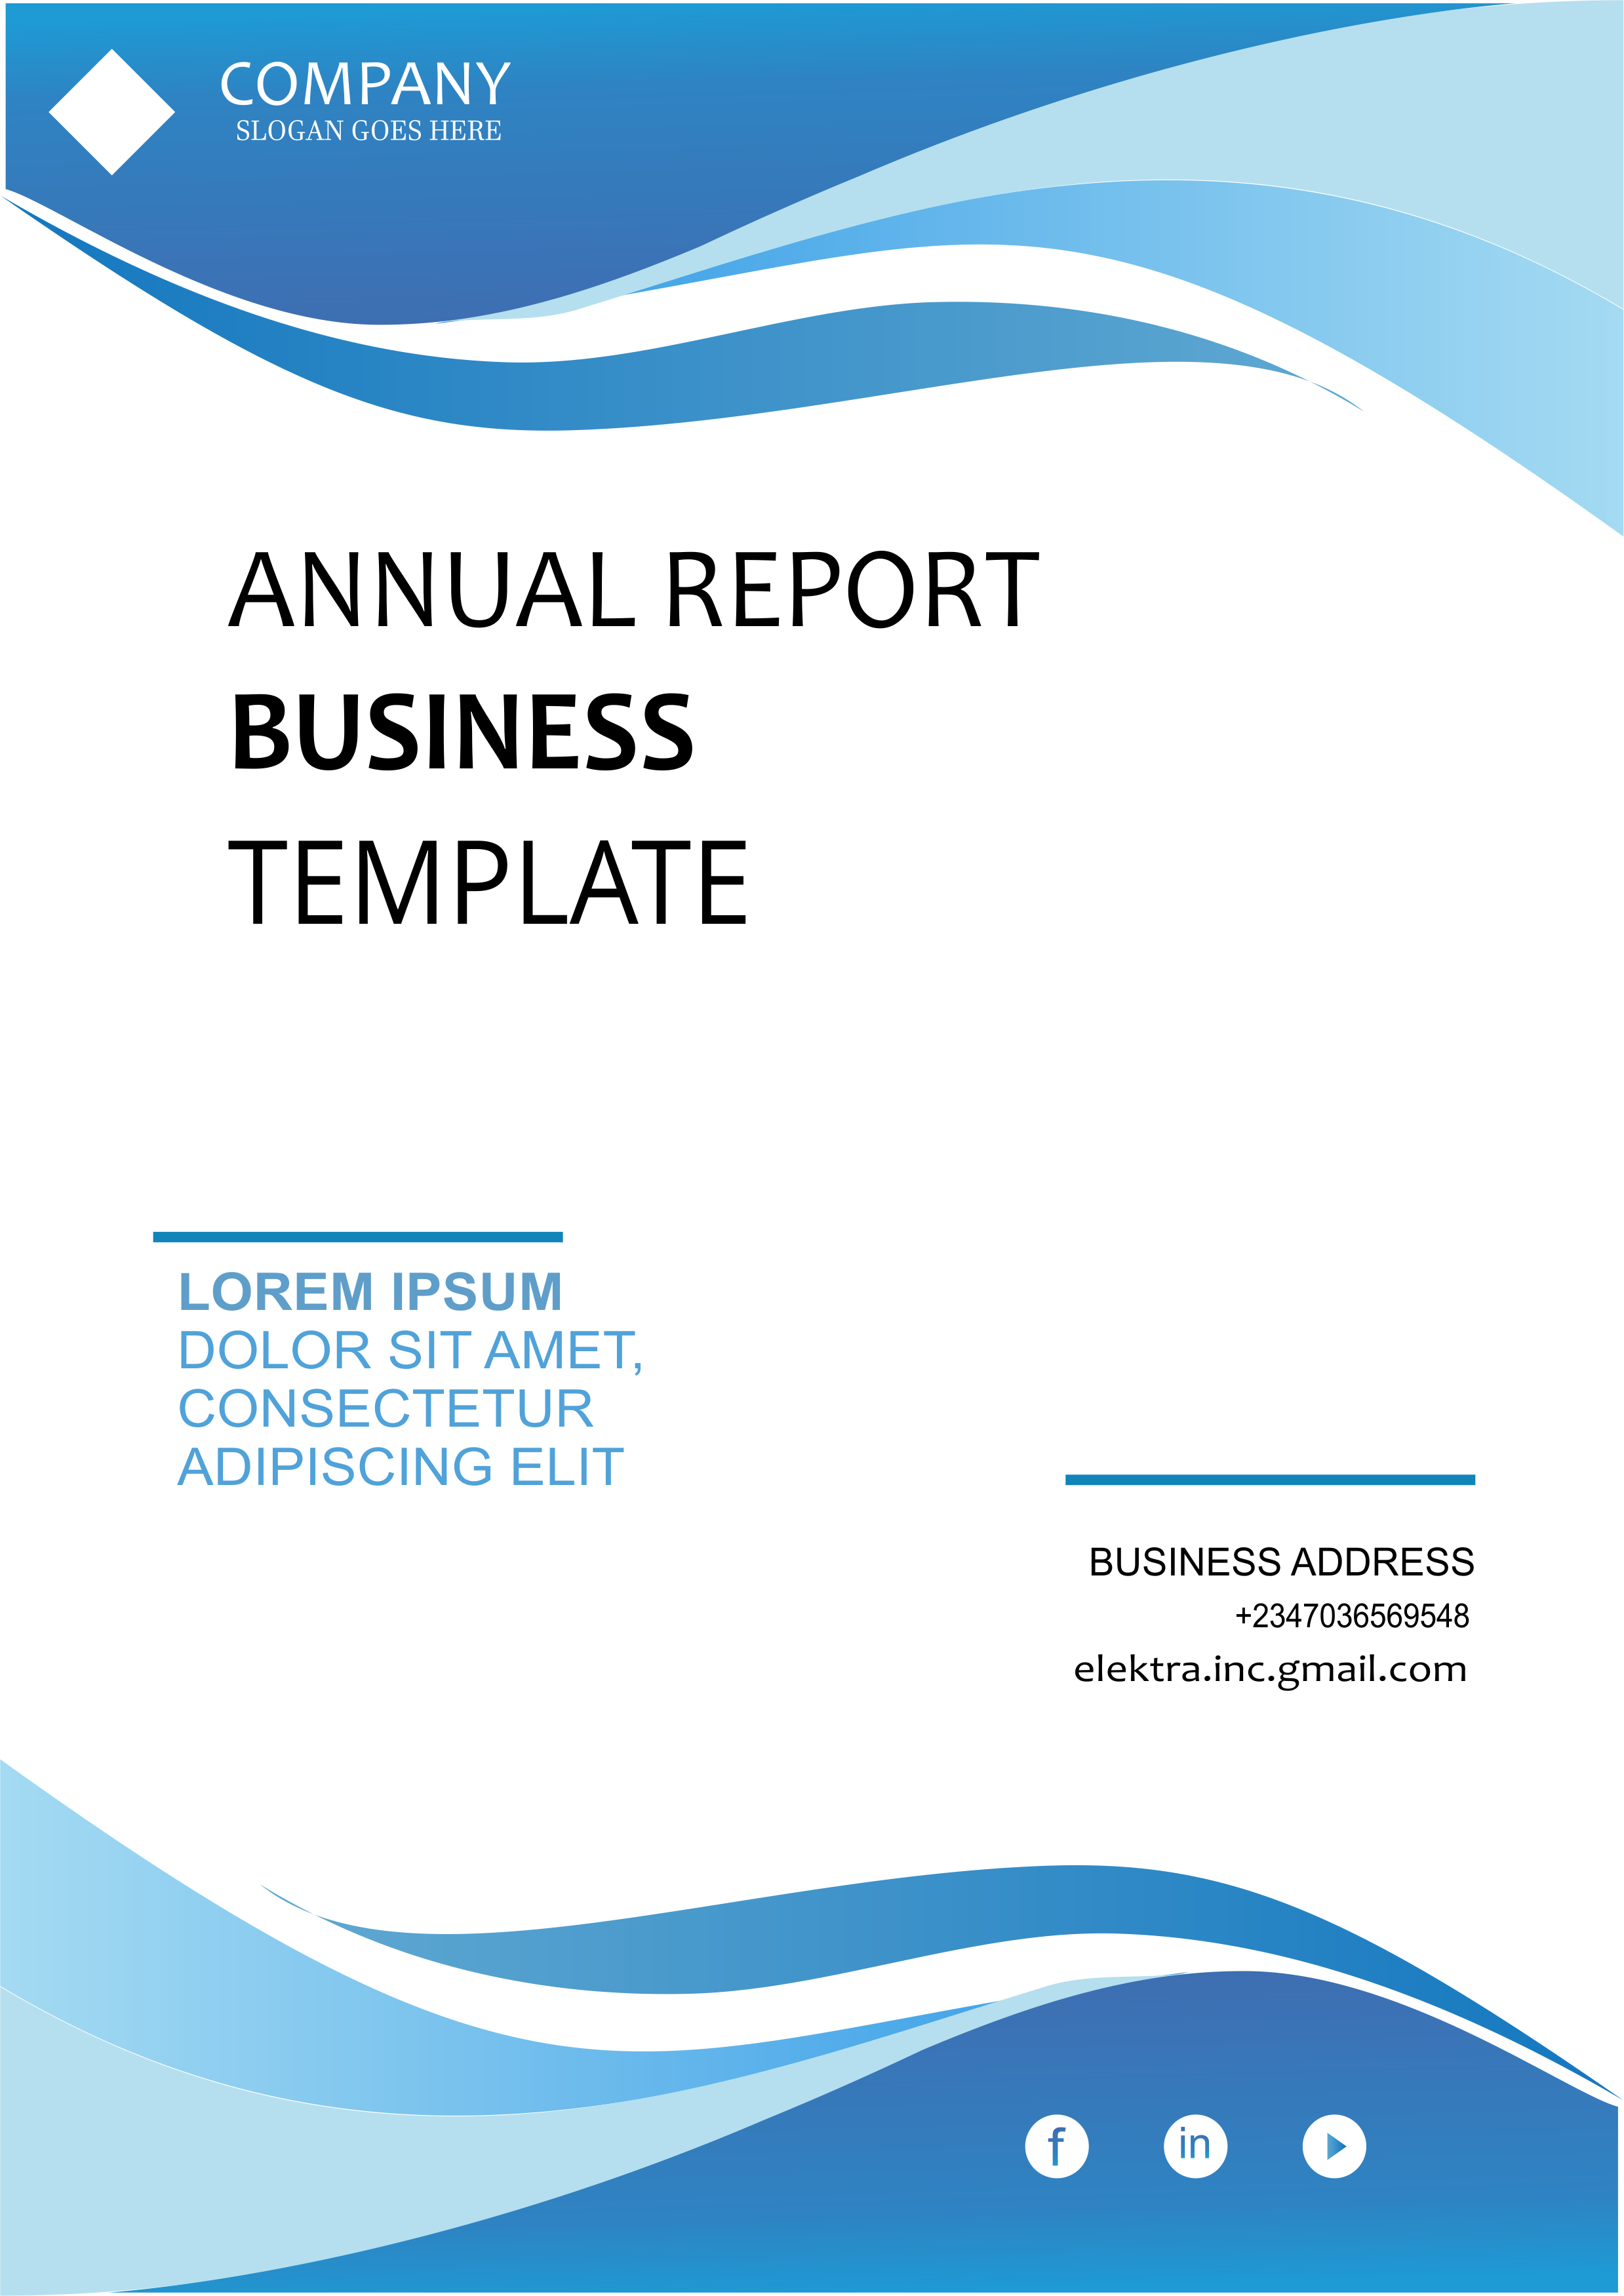 COMPANY
SLOGAN GOES HERE
ANNUAL REPORT
BUSINESS
TEMPLATE
LOREM IPSUM
DOLOR SIT AMET,
CONSECTETUR
ADIPISCING ELIT
BUSINESS ADDRESS
+2347036569548
elektra.inc.gmail.com
f in